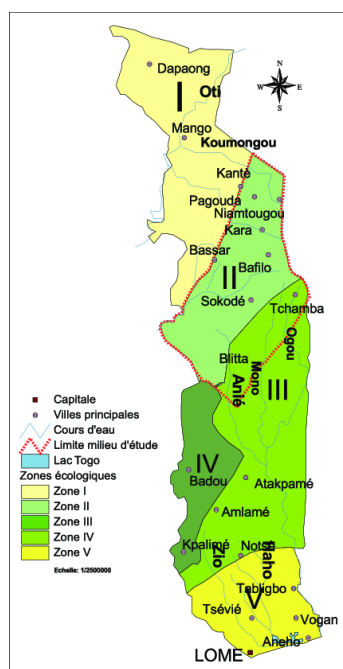 Dapaong
I
Oti
N
W
E
S
Mango
Koumongou
Kantè
Pagouda
Niamtougou
Kara
Bassar
Bafilo
II
Sokodé
Tchamba
Ogou
Blitta
Mono
Anié
III
Capitale
Villes principales
Cours d'eau
Limite milieu d'étude
Lac Togo
Zones écologiques
Zone I
Zone II
Zone III
Zone IV
Zone V
Echelle: 1/2500000
IV
Badou
Atakpamé
Amlamé
Kpalimé
Zio
Notsé
Haho
Tabligbo
V
Tsévié
Vogan
Aného
LOME